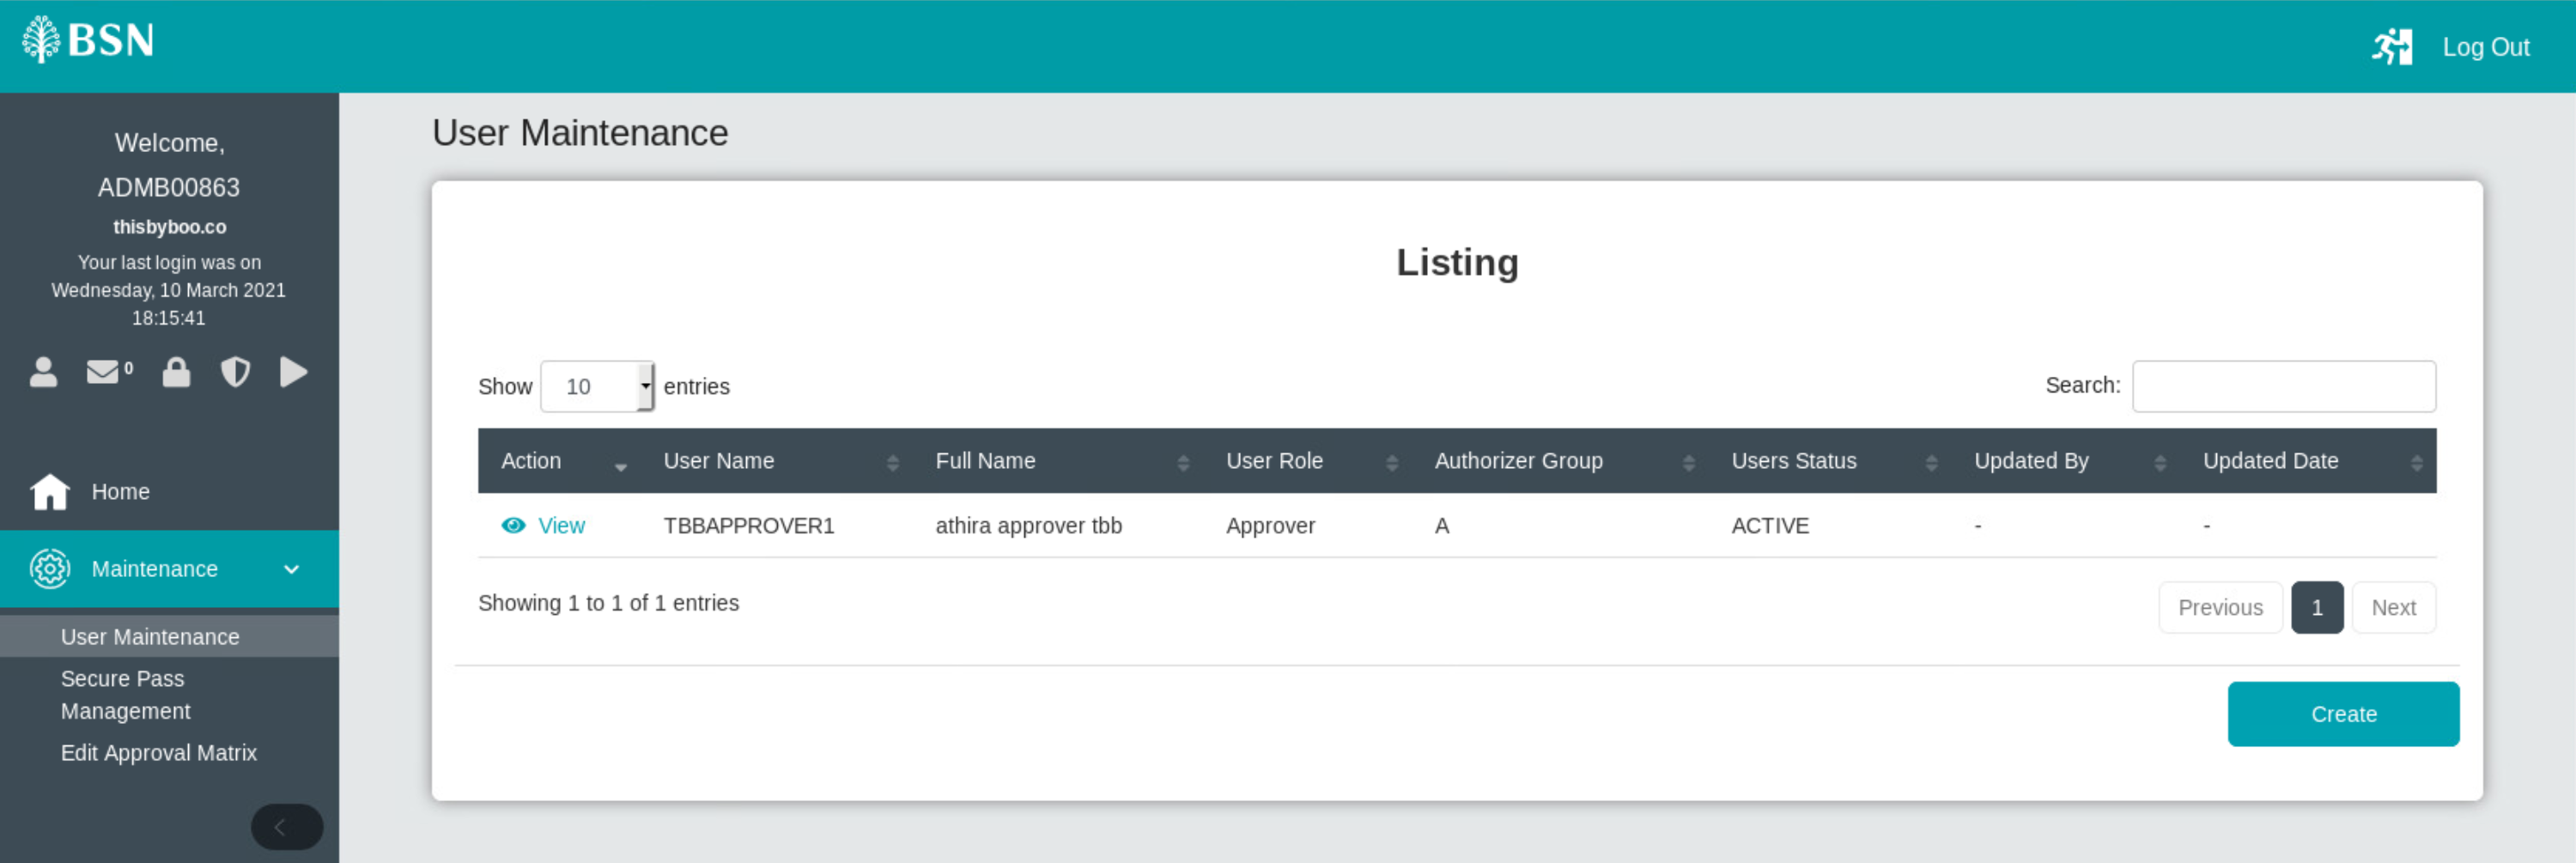 BSN
Log Out
Welcome,
ADMB00863
thisbyboo.co
Your last login was on
Wednesday, 10 March 2021
18:15:41
0
Home
Maintenance
User Maintenance
Secure Pass
Management
Edit Approval Matrix
User Maintenance
Listing
Show 10 entries
Search:
Action User Name Full Name User Role Authorizer Group Users Status Updated By Updated Date
View TBBAPPROVER1 athira approver tbb Approver A ACTIVE - -
Showing 1 to 1 of 1 entries
Previous 1 Next
Create